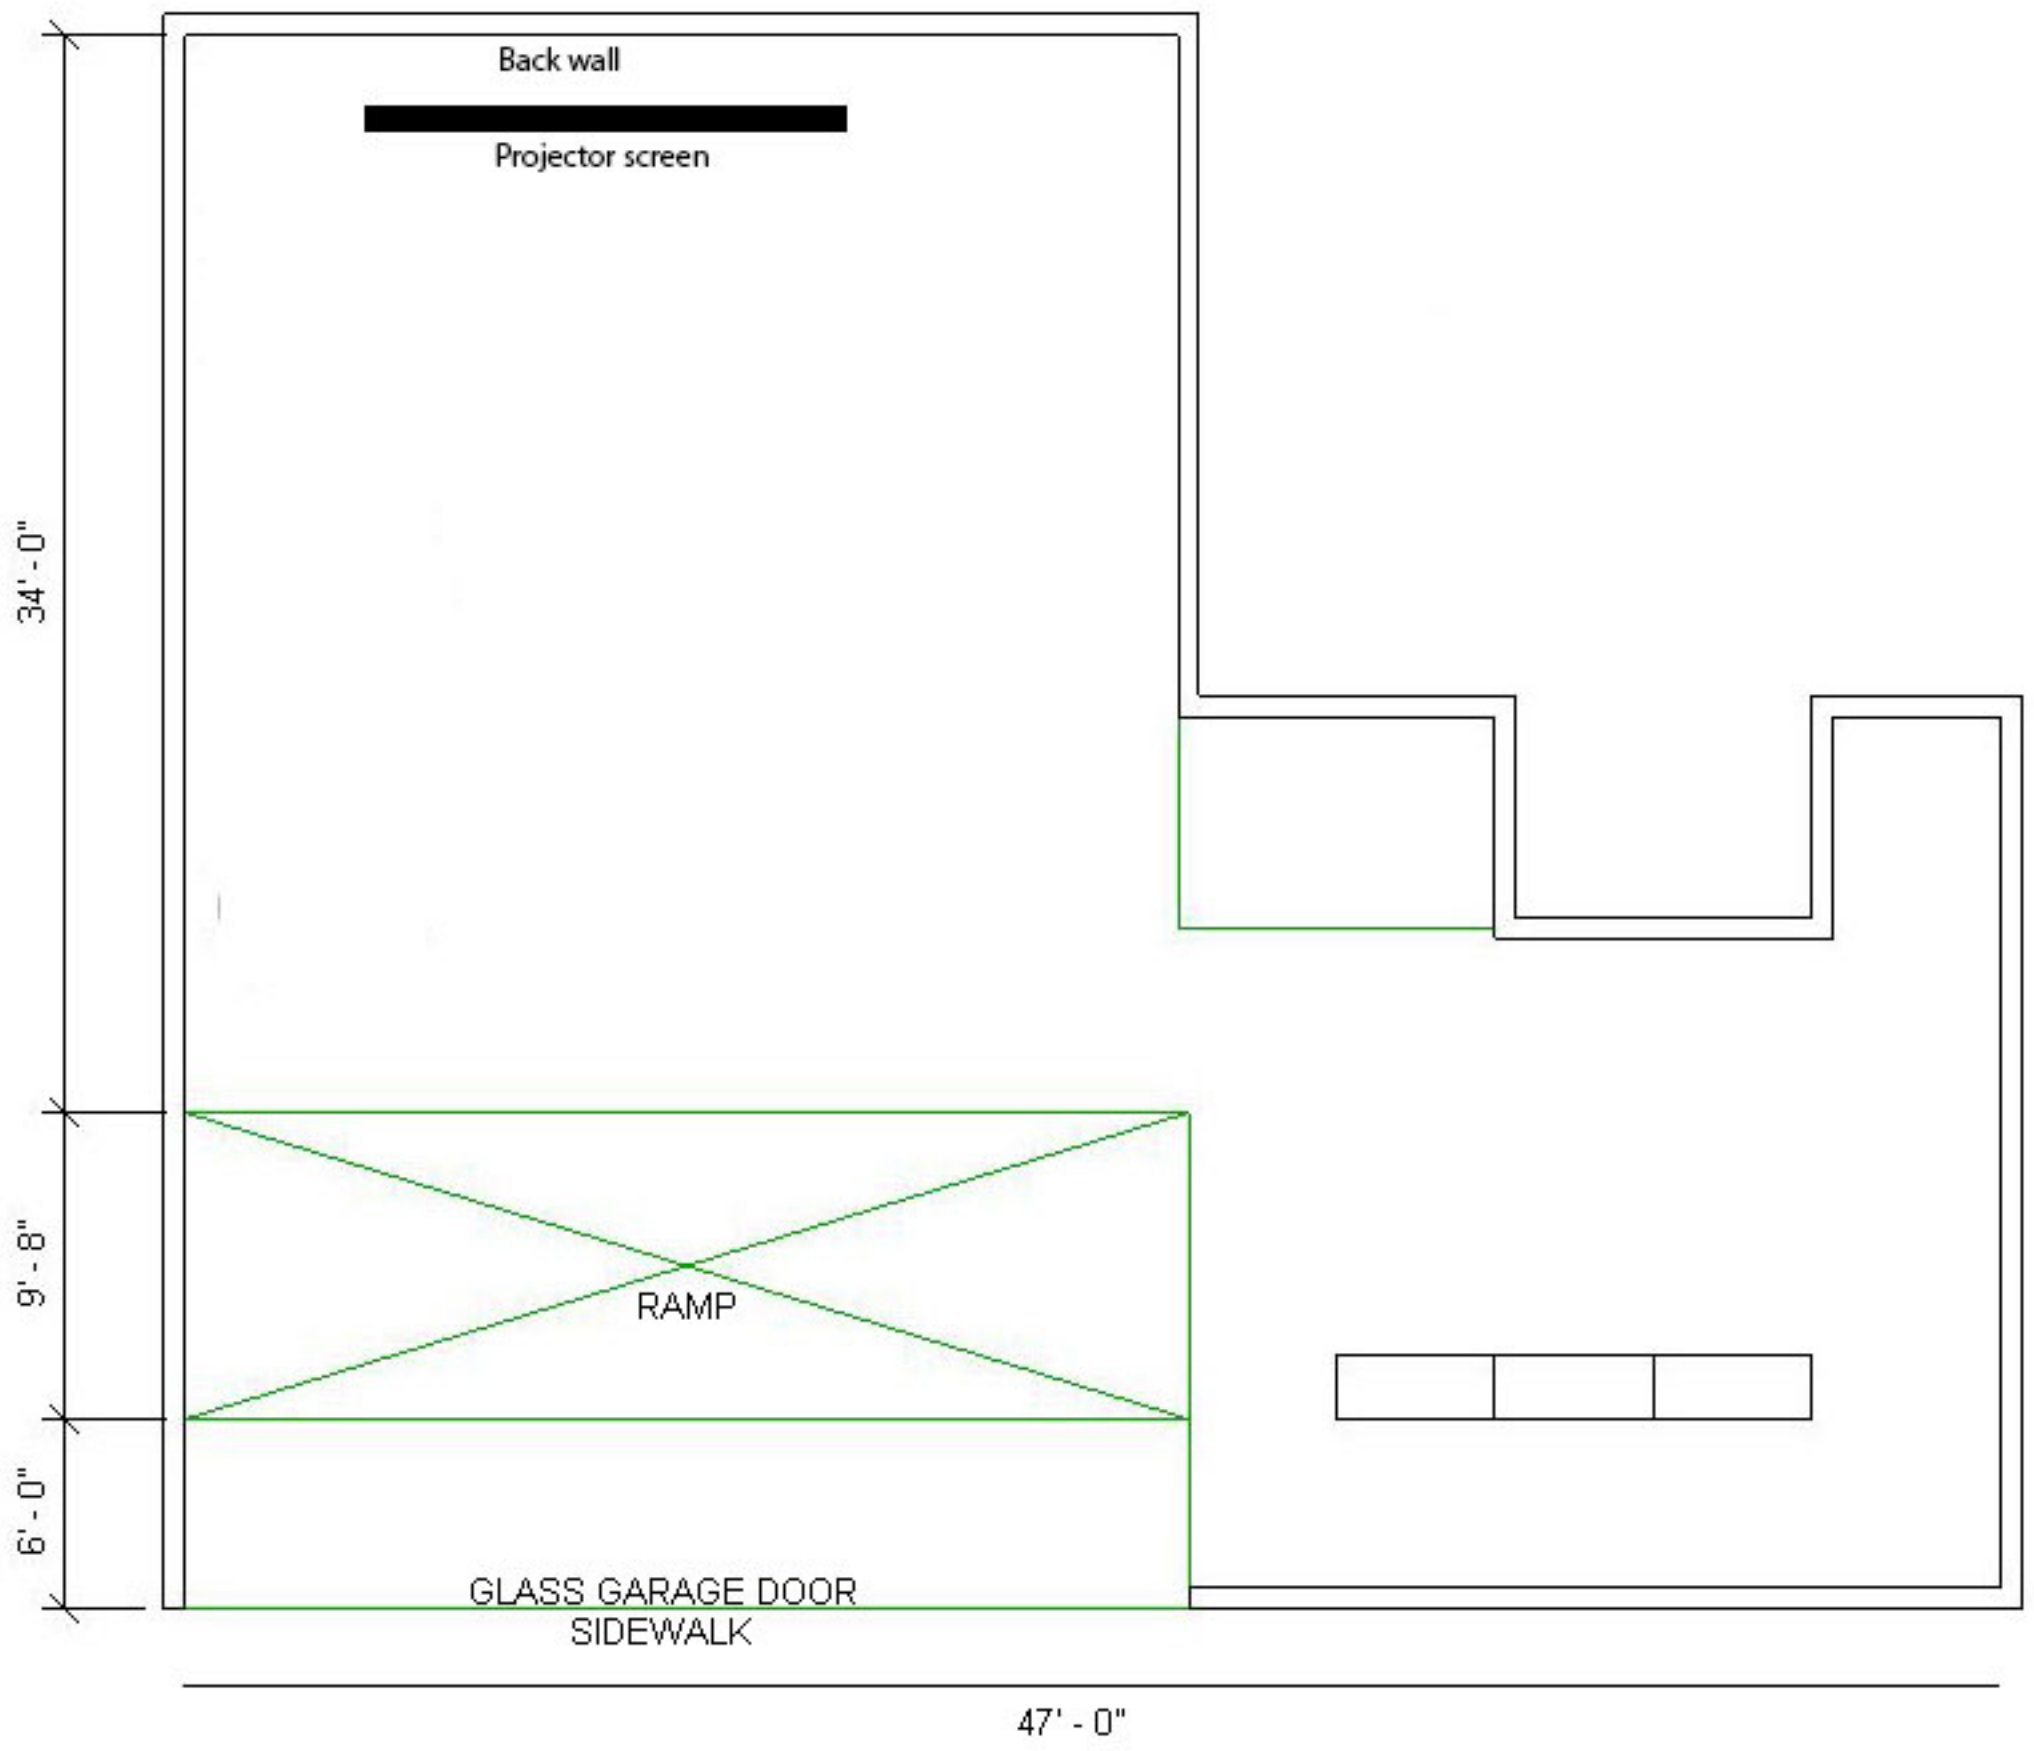 Back wall
Projector screen
34' - 0"
9' - 8"
RAMP
6' - 0"
GLASS GARAGE DOOR
SIDEWALK
47' - 0"